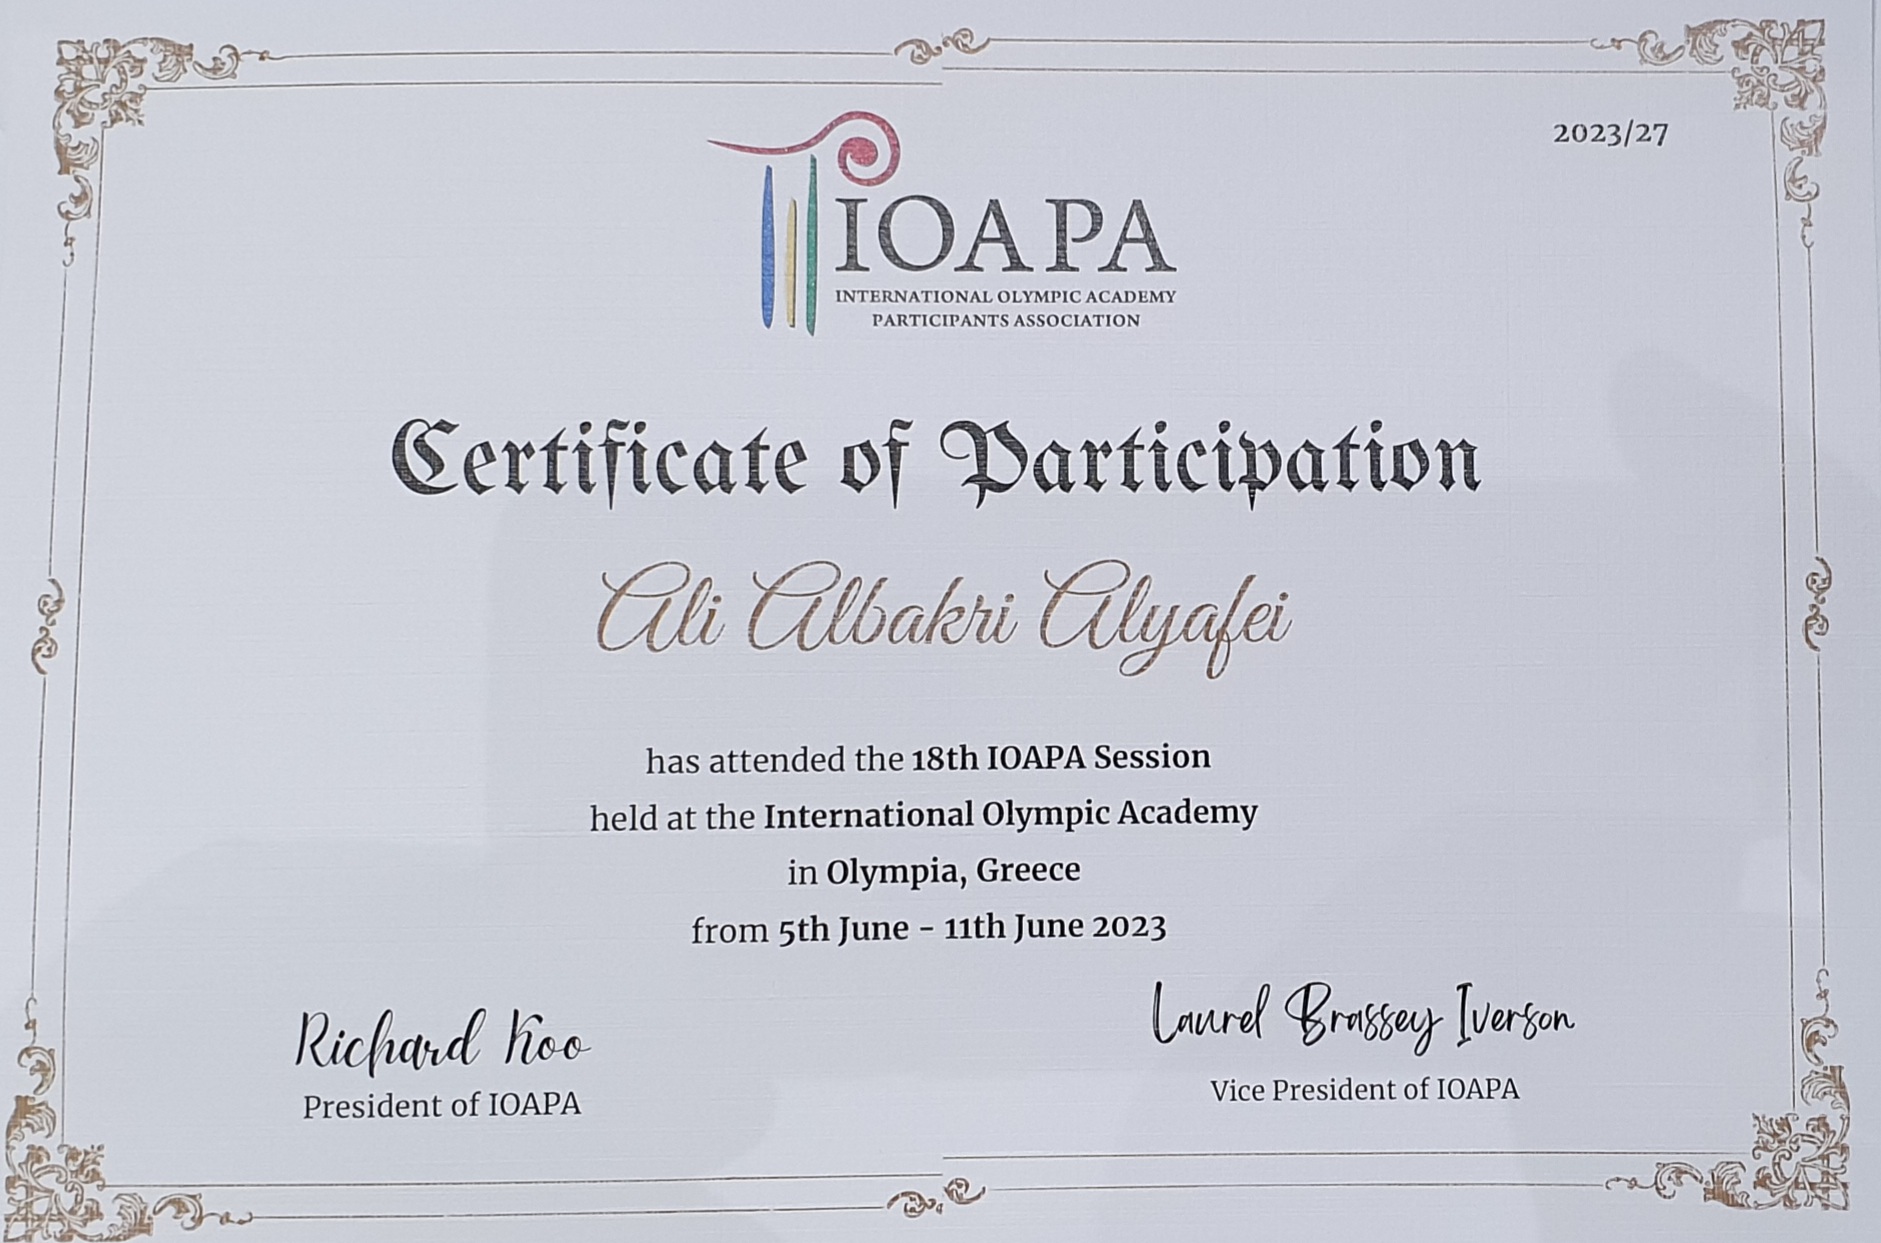 2023/27
IOAPA
INTERNATIONAL OLYMPIC ACADEMY
PARTICIPANTS ASSOCIATION
Certificate of Participation
Ali Albakri Alyafei
has attended the 18th IOAPA Session
held at the International Olympic Academy
in Olympia, Greece
from 5th June - 11th June 2023
Richard Koo
President of IOAPA
Laurel Brassey Iverson
Vice President of IOAPA